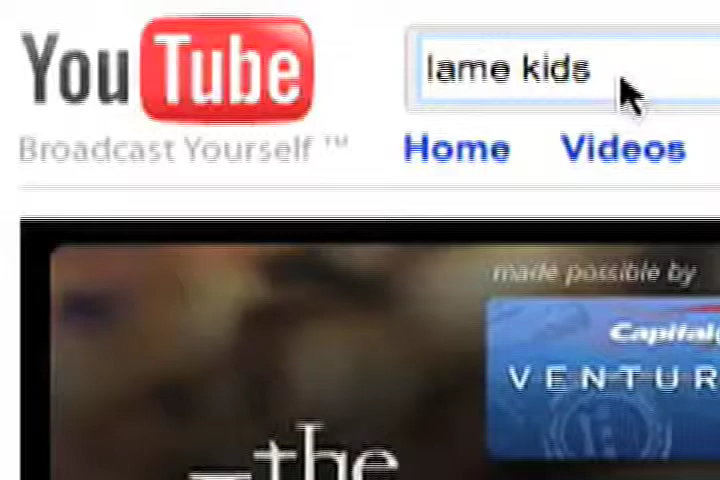 YouTube
lame kids
Broadcast Yourself ™
Home Videos
made possible by
Capital
VENTUR
the